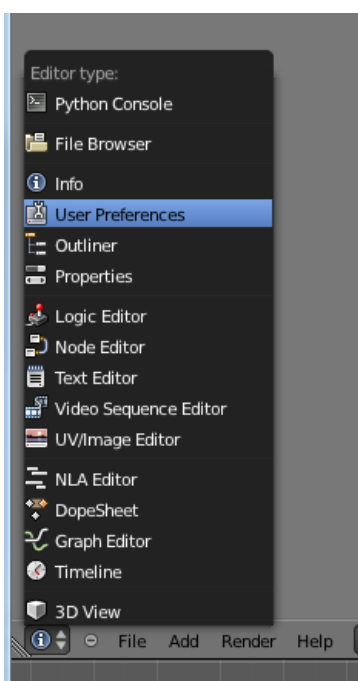 Editor type:
Python Console
File Browser
Info
User Preferences
Outliner
Properties
Logic Editor
Node Editor
Text Editor
Video Sequence Editor
UV/Image Editor
NLA Editor
DopeSheet
Graph Editor
Timeline
3D View
File Add Render Help